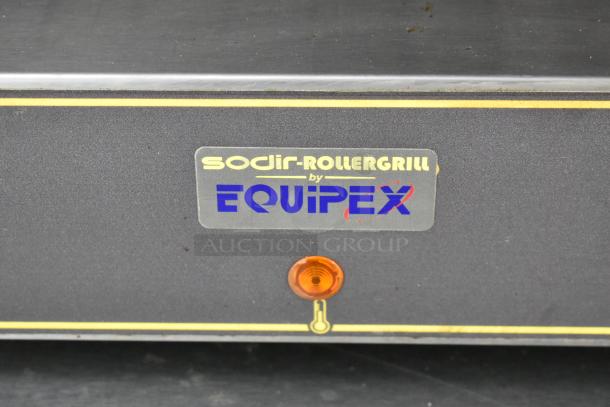 sodir-ROLLERGRILL
by
EQUIPEX
AUCTION GROUP